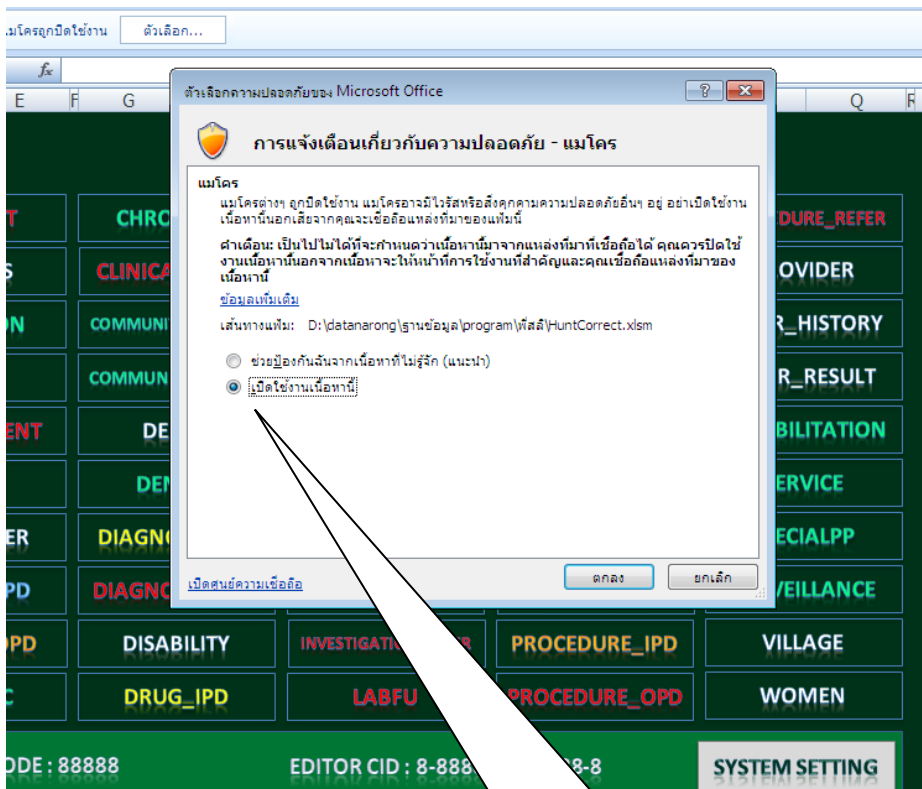 แมโครถูกปิดใช้งาน ตัวเลือก...
fx
E F G Q R
ตัวเลือกความปลอดภัยของ Microsoft Office
การแจ้งเตือนเกี่ยวกับความปลอดภัย - แมโคร
แมโคร
แมโครต่างๆ ถูกปิดใช้งาน แมโครอาจมีไวรัสหรือสิ่งคุกคามความปลอดภัยอื่นๆ อยู่ อย่าเปิดใช้งาน
เนื้อหานี้นอกเสียจากคุณจะเชื่อถือแหล่งที่มาของแฟ้มนี้
คำเตือน: เป็นไปไม่ได้ที่จะกำหนดว่าเนื้อหานี้มาจากแหล่งที่มาที่เชื่อถือได้ คุณควรปิดใช้
งานเนื้อหานี้นอกจากเนื้อหาจะให้หน้าที่การใช้งานที่สำคัญและคุณเชื่อถือแหล่งที่มาของ
เนื้อหานี้
ข้อมูลเพิ่มเติม
เส้นทางแฟ้ม: D:\datanarong\ฐานข้อมูล\program\พี่สลี\HuntCorrect.xlsm
ช่วยป้องกันฉันจากเนื้อหาที่ไม่รู้จัก (แนะนำ)
เปิดใช้งานเนื้อหานี้
เปิดศูนย์ความเชื่อถือ ตกลง ยกเลิก
T CHRO DURE_REFER
S CLINICA OVIDER
ON COMMUNI R_HISTORY
COMMUN R_RESULT
ENT DE BILITATION
DEN ERVICE
ER DIAGNO ECIALPP
PD DIAGNO VEILLANCE
OPD DISABILITY INVESTIGATI R PROCEDURE_IPD VILLAGE
C DRUG_IPD LABFU PROCEDURE_OPD WOMEN
ODE : 88888 EDITOR CID : 8-888 8-8 SYSTEM SETTING